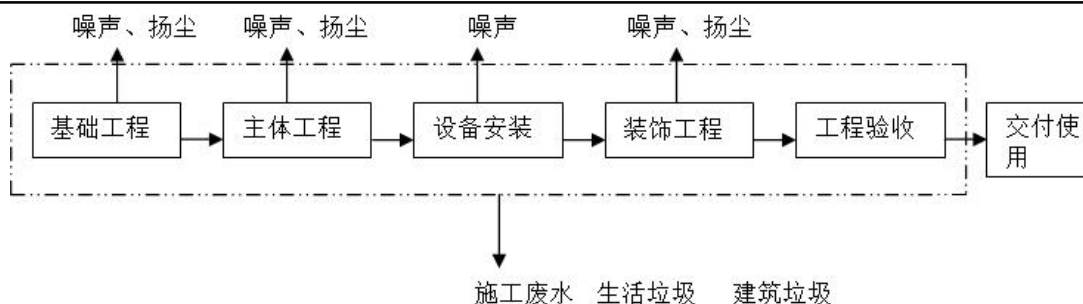 噪声、扬尘 噪声、扬尘 噪声 噪声、扬尘
基础工程 主体工程 设备安装 装饰工程 工程验收 交付使
用
施工废水 生活垃圾 建筑垃圾